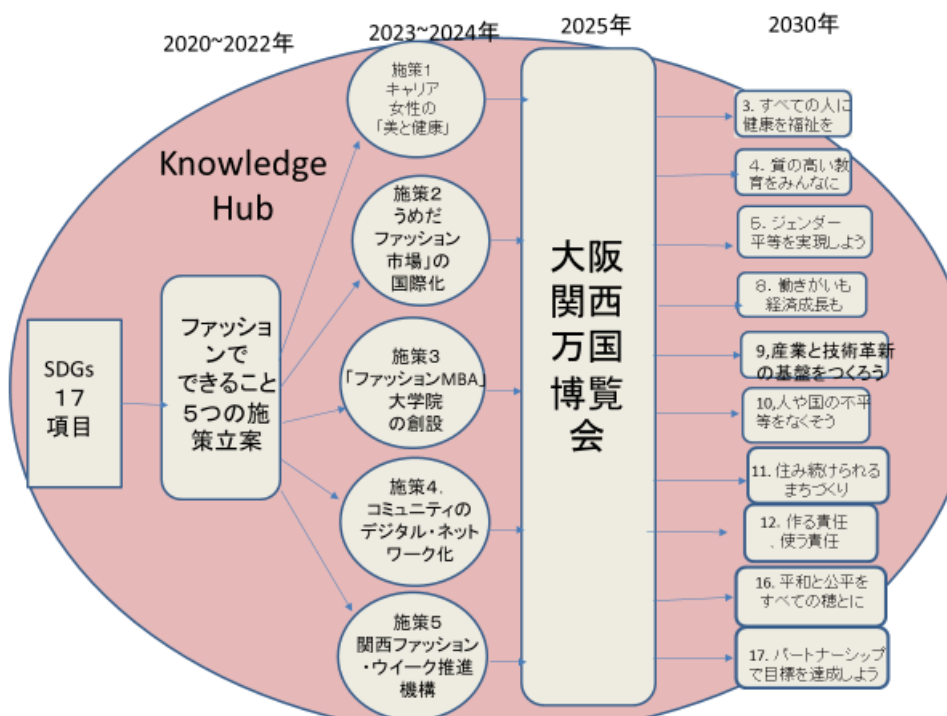 2020~2022年
2023~2024年
2025年
2030年
Knowledge
Hub
SDGs
17
項目
ファッショ
ンで
できること
5つの施
策立案
施策1
キャリア
女性の
「美と健康」
施策2
うめだ
ファッション
市場」の
国際化
施策3
「ファッションMBA」
大学院
の創設
施策4.
コミュニティの
デジタル・ネット
ワーク化
施策5
関西ファッション
・ウイーク推進
機構
大阪
関西
万国
博覧
会
3. すべての人に
健康を福祉を
4. 質の高い教
育をみんなに
5. ジェンダー
平等を実現しよう
8. 働きがいも
経済成長も
9,産業と技術革新
の基盤をつくろう
10,人や国の不平
等をなくそう
11. 住み続けられる
まちづくり
12. 作る責任
、使う責任
16. 平和と公平を
すべての穂とに
17. パートナーシップ
で目標を達成しよう